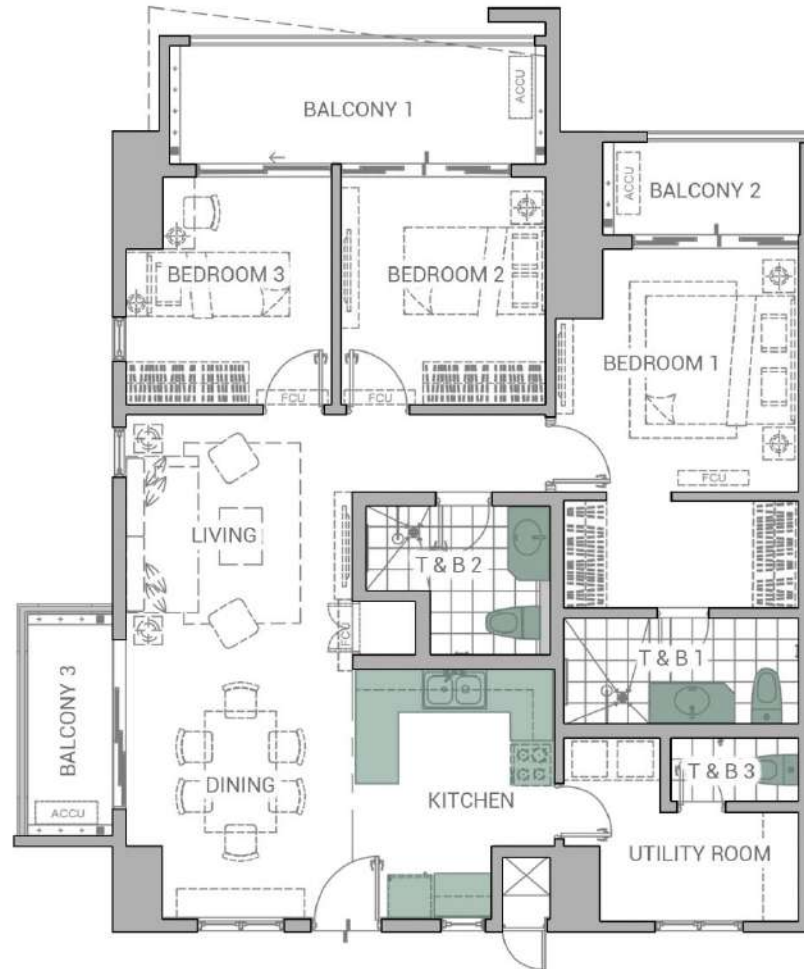 BALCONY 1
ACCU
BALCONY 2
ACCU
BEDROOM 3
BEDROOM 2
BEDROOM 1
FCU
FCU
FCU
LIVING
T & B 2
FCU
T & B 1
BALCONY 3
ACCU
DINING
KITCHEN
T & B 3
UTILITY ROOM